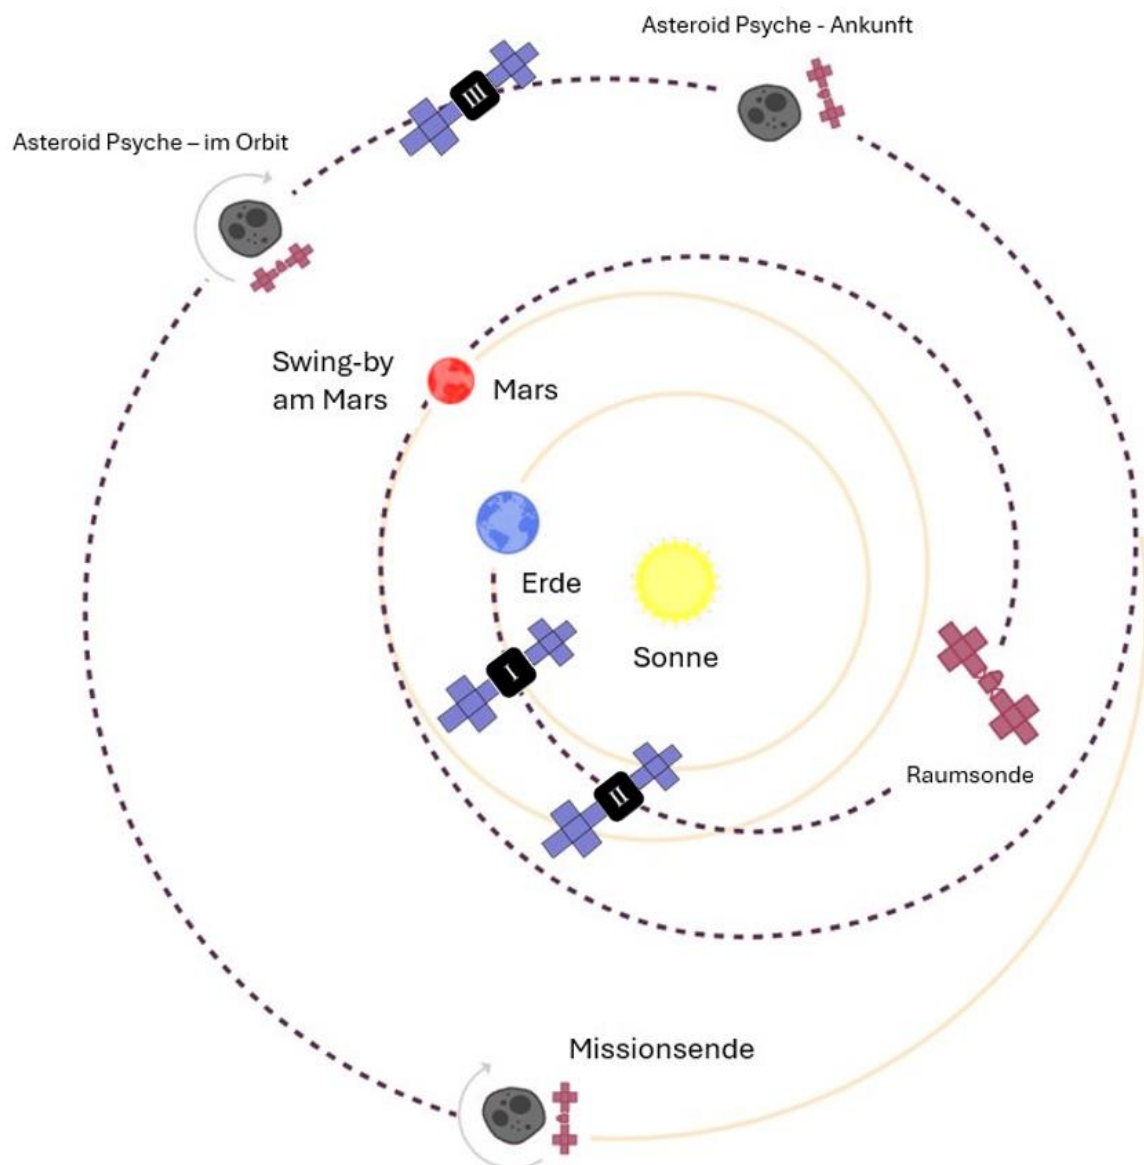 Asteroid Psyche - Ankunft
III
Asteroid Psyche – im Orbit
Swing-by
am Mars
Mars
Erde
I
Sonne
II
Raumsonde
Missionsende